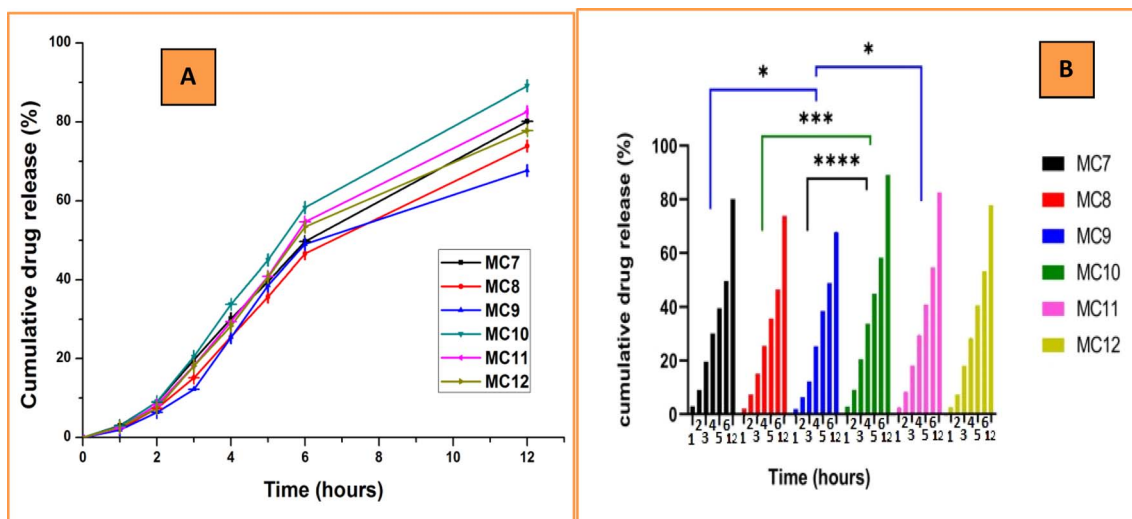 A
Cumulative drug release (%)
100
80
60
40
20
0
MC7
MC8
MC9
MC10
MC11
MC12
0 2 4 6 8 10 12
Time (hours)
B
* *
***
****
cumulative drug release (%)
100
80
60
40
20
0
2 4 6 2 4 6 2 4 6 2 4 6 2 4 6 2 4 6
1 3 5 12 1 3 5 12 1 3 5 12 1 3 5 12 1 3 5 12 1 3 5 12
Time (hours)
MC7
MC8
MC9
MC10
MC11
MC12